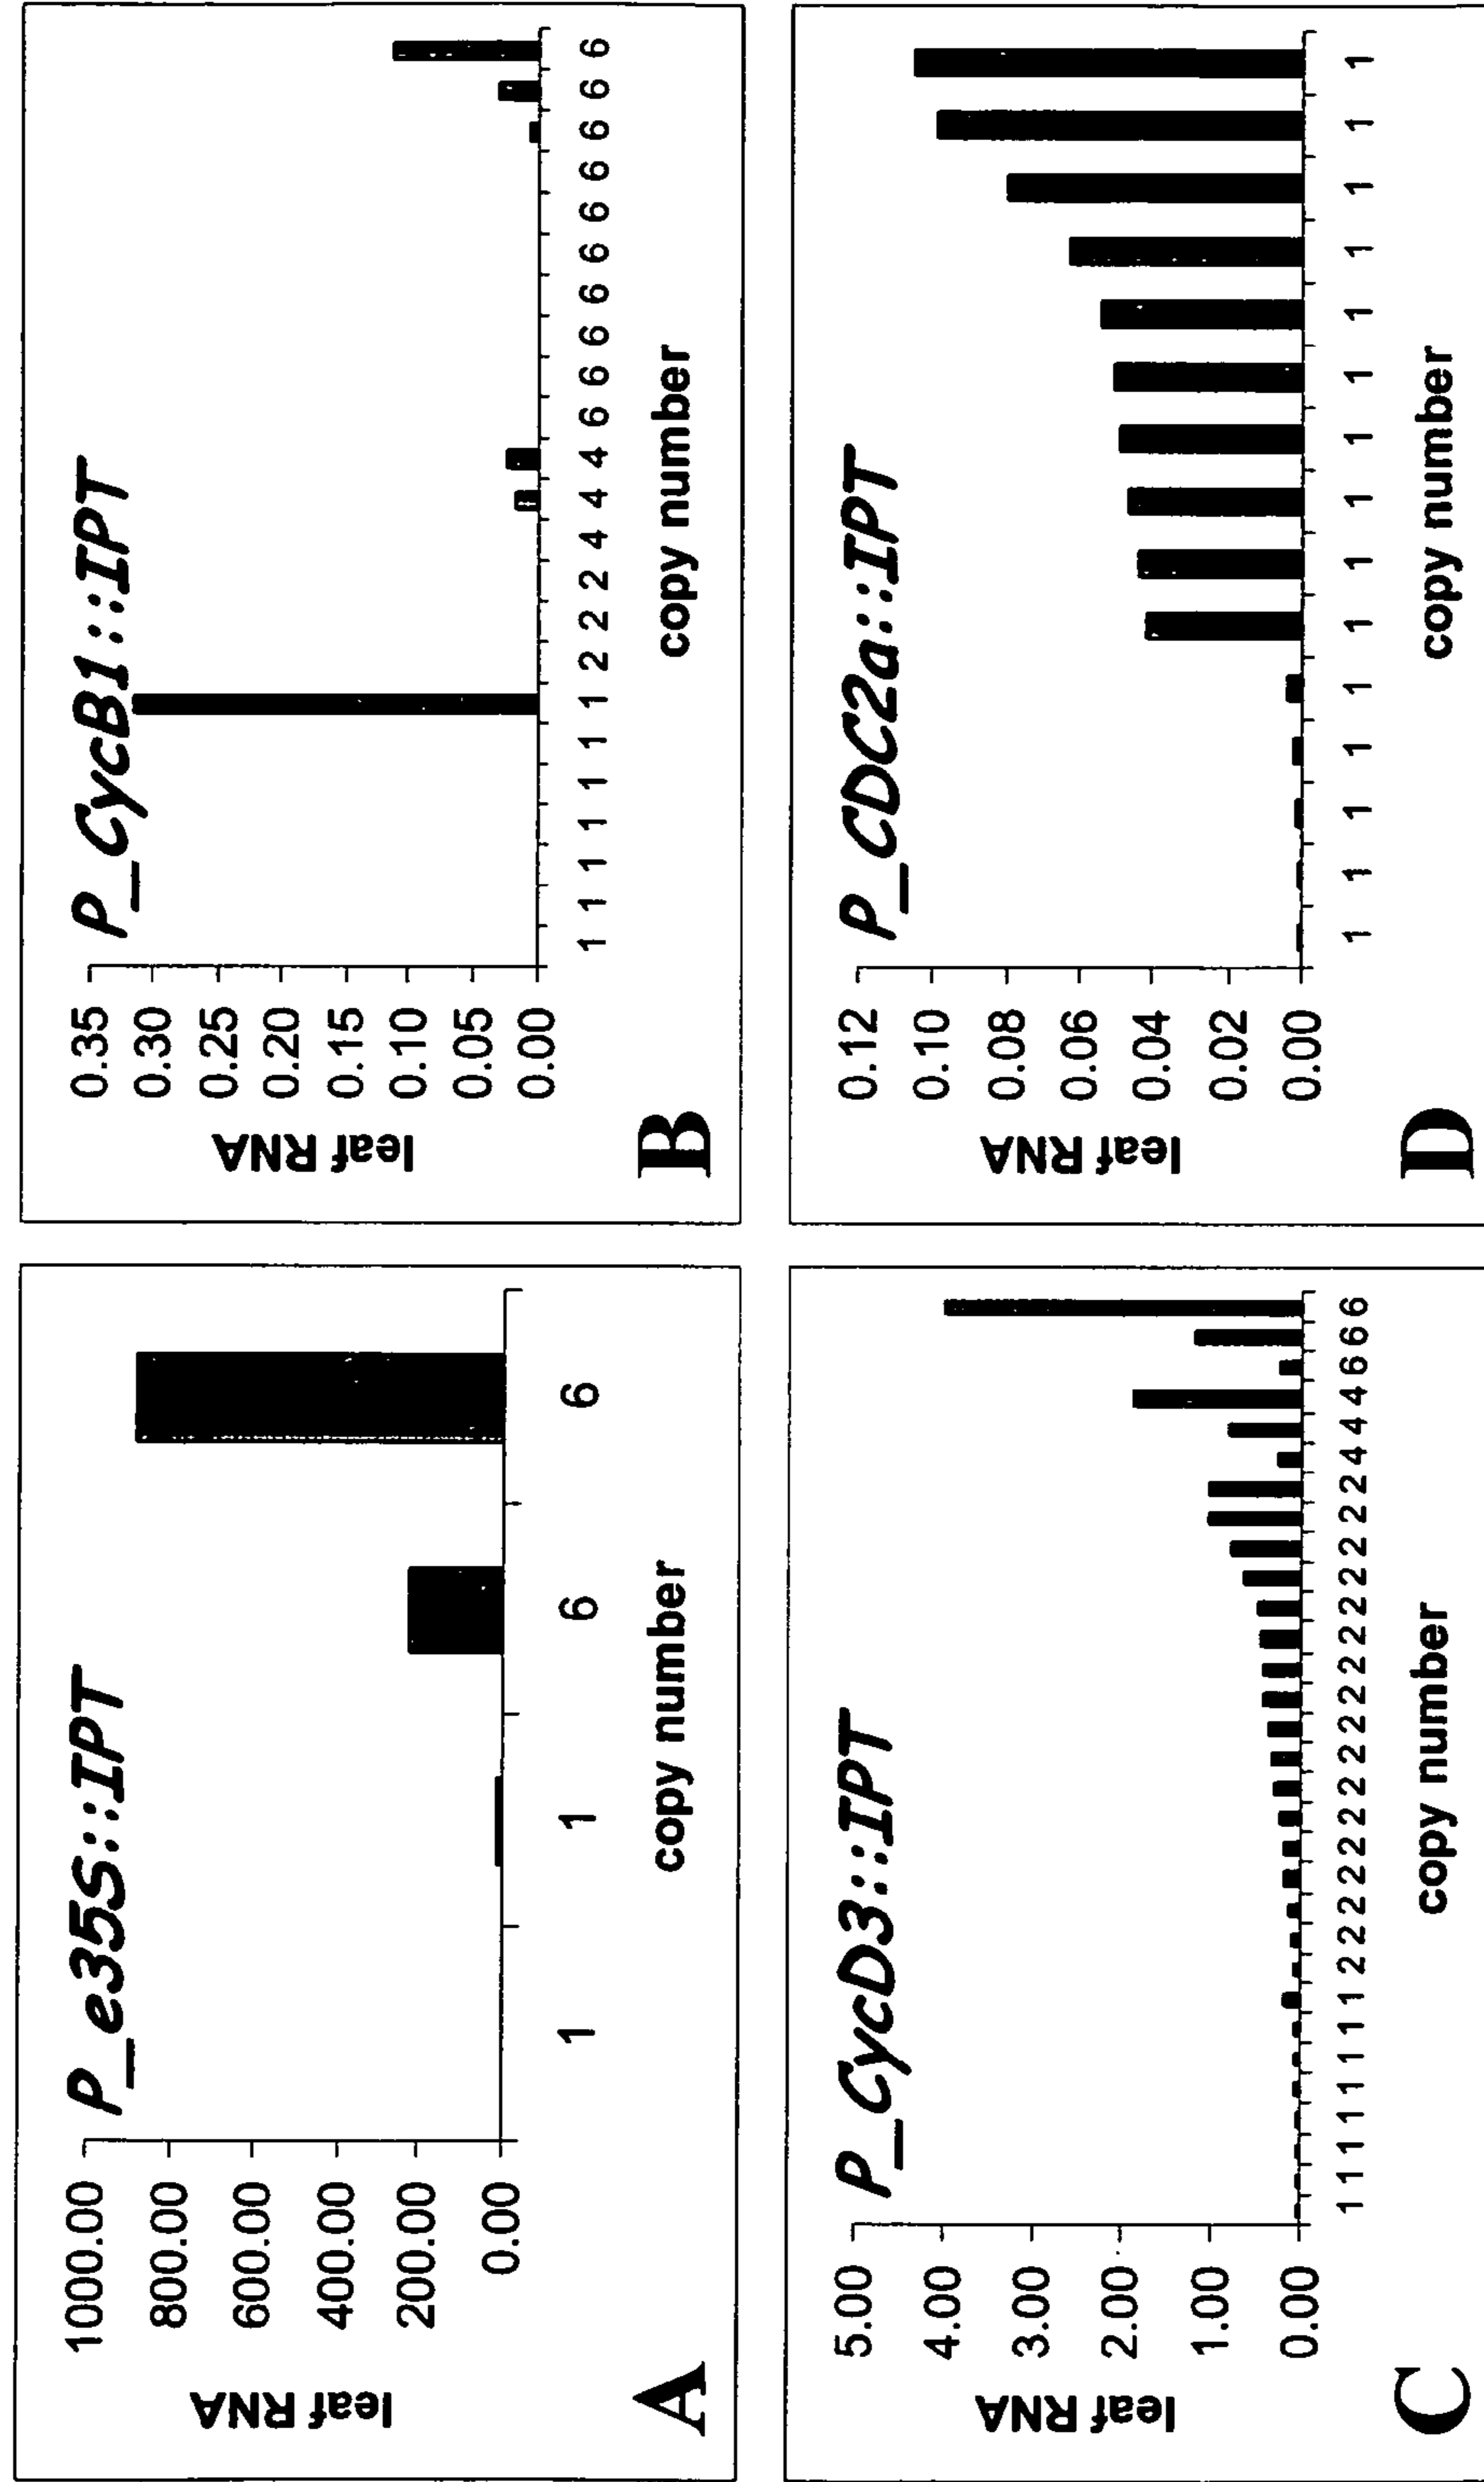 P_e35S::IPT
leaf RNA
1000.00
800.00
600.00
400.00
200.00
0.00
1 1 6 6
copy number
A
P_CycB1::IPT
leaf RNA
0.35
0.30
0.25
0.20
0.15
0.10
0.05
0.00
1 1 1 1 1 1 1 2 2 2 4 4 4 6 6 6 6 6 6 6 6 6 6
copy number
B
P_CycD3::IPT
leaf RNA
5.00
4.00
3.00
2.00
1.00
0.00
1 1 1 1 1 1 1 1 2 2 2 2 2 2 2 2 2 2 2 2 2 2 2 2 2 4 4 4 6 6 6
copy number
C
P_CDC2a::IPT
leaf RNA
0.12
0.10
0.08
0.06
0.04
0.02
0.00
1 1 1 1 1 1 1 1 1 1 1 1 1 1 1
copy number
D